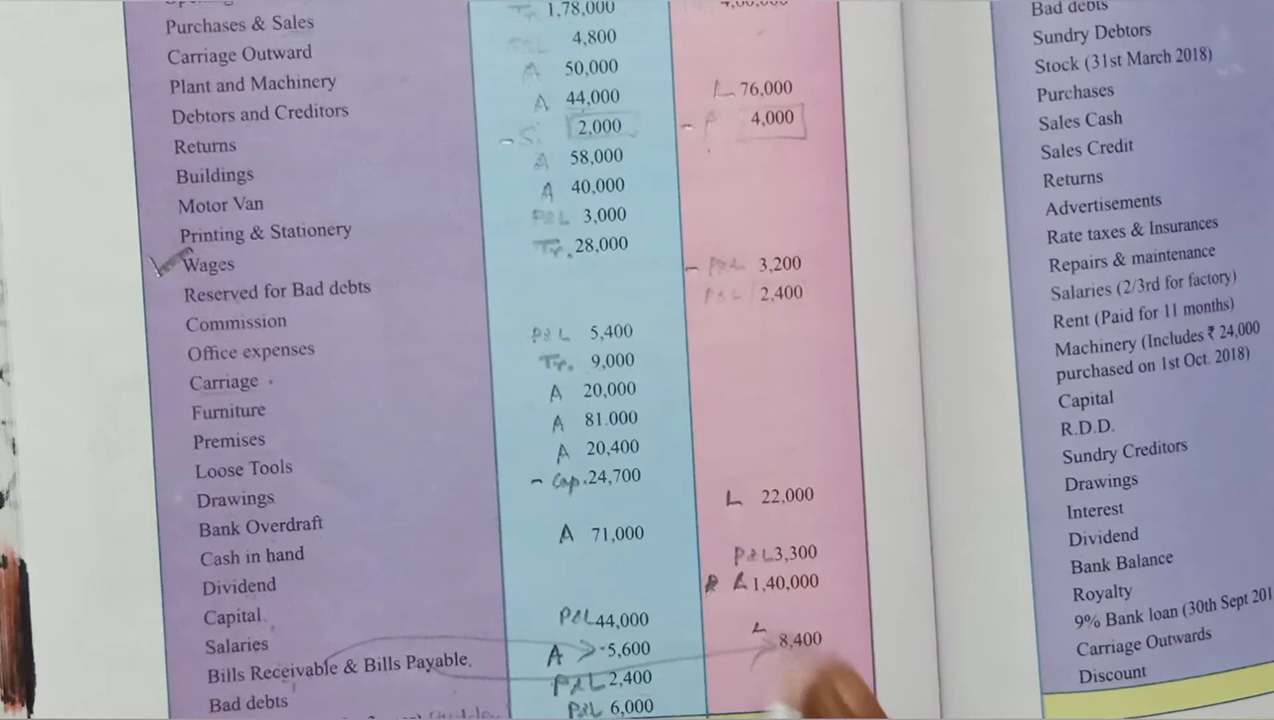 Purchases & Sales Tr. 1,78,000
Carriage Outward 4,800
Plant and Machinery A 50,000
Debtors and Creditors A 44,000 L 76,000
Returns - S. 2,000 - P 4,000
Buildings A 58,000
Motor Van A 40,000
Printing & Stationery P&L 3,000
Wages Tr. 28,000
Reserved for Bad debts - P&L 3,200
Commission P&L 2,400
Office expenses P&L 5,400
Carriage Tr. 9,000
Furniture A 20,000
Premises A 81.000
Loose Tools A 20,400
Drawings - Cap. 24,700
Bank Overdraft L 22,000
Cash in hand A 71,000
Dividend P&L 3,300
Capital 1,40,000
Salaries P&L 44,000
Bills Receivable & Bills Payable. A 5,600 L 8,400
Bad debts P&L 2,400
P&L 6,000
Bad debts
Sundry Debtors
Stock (31st March 2018)
Purchases
Sales Cash
Sales Credit
Returns
Advertisements
Rate taxes & Insurances
Repairs & maintenance
Salaries (2/3rd for factory)
Rent (Paid for 11 months)
Machinery (Includes ₹ 24,000
purchased on 1st Oct. 2018)
Capital
R.D.D.
Sundry Creditors
Drawings
Interest
Dividend
Bank Balance
Royalty
9% Bank loan (30th Sept 201
Carriage Outwards
Discount